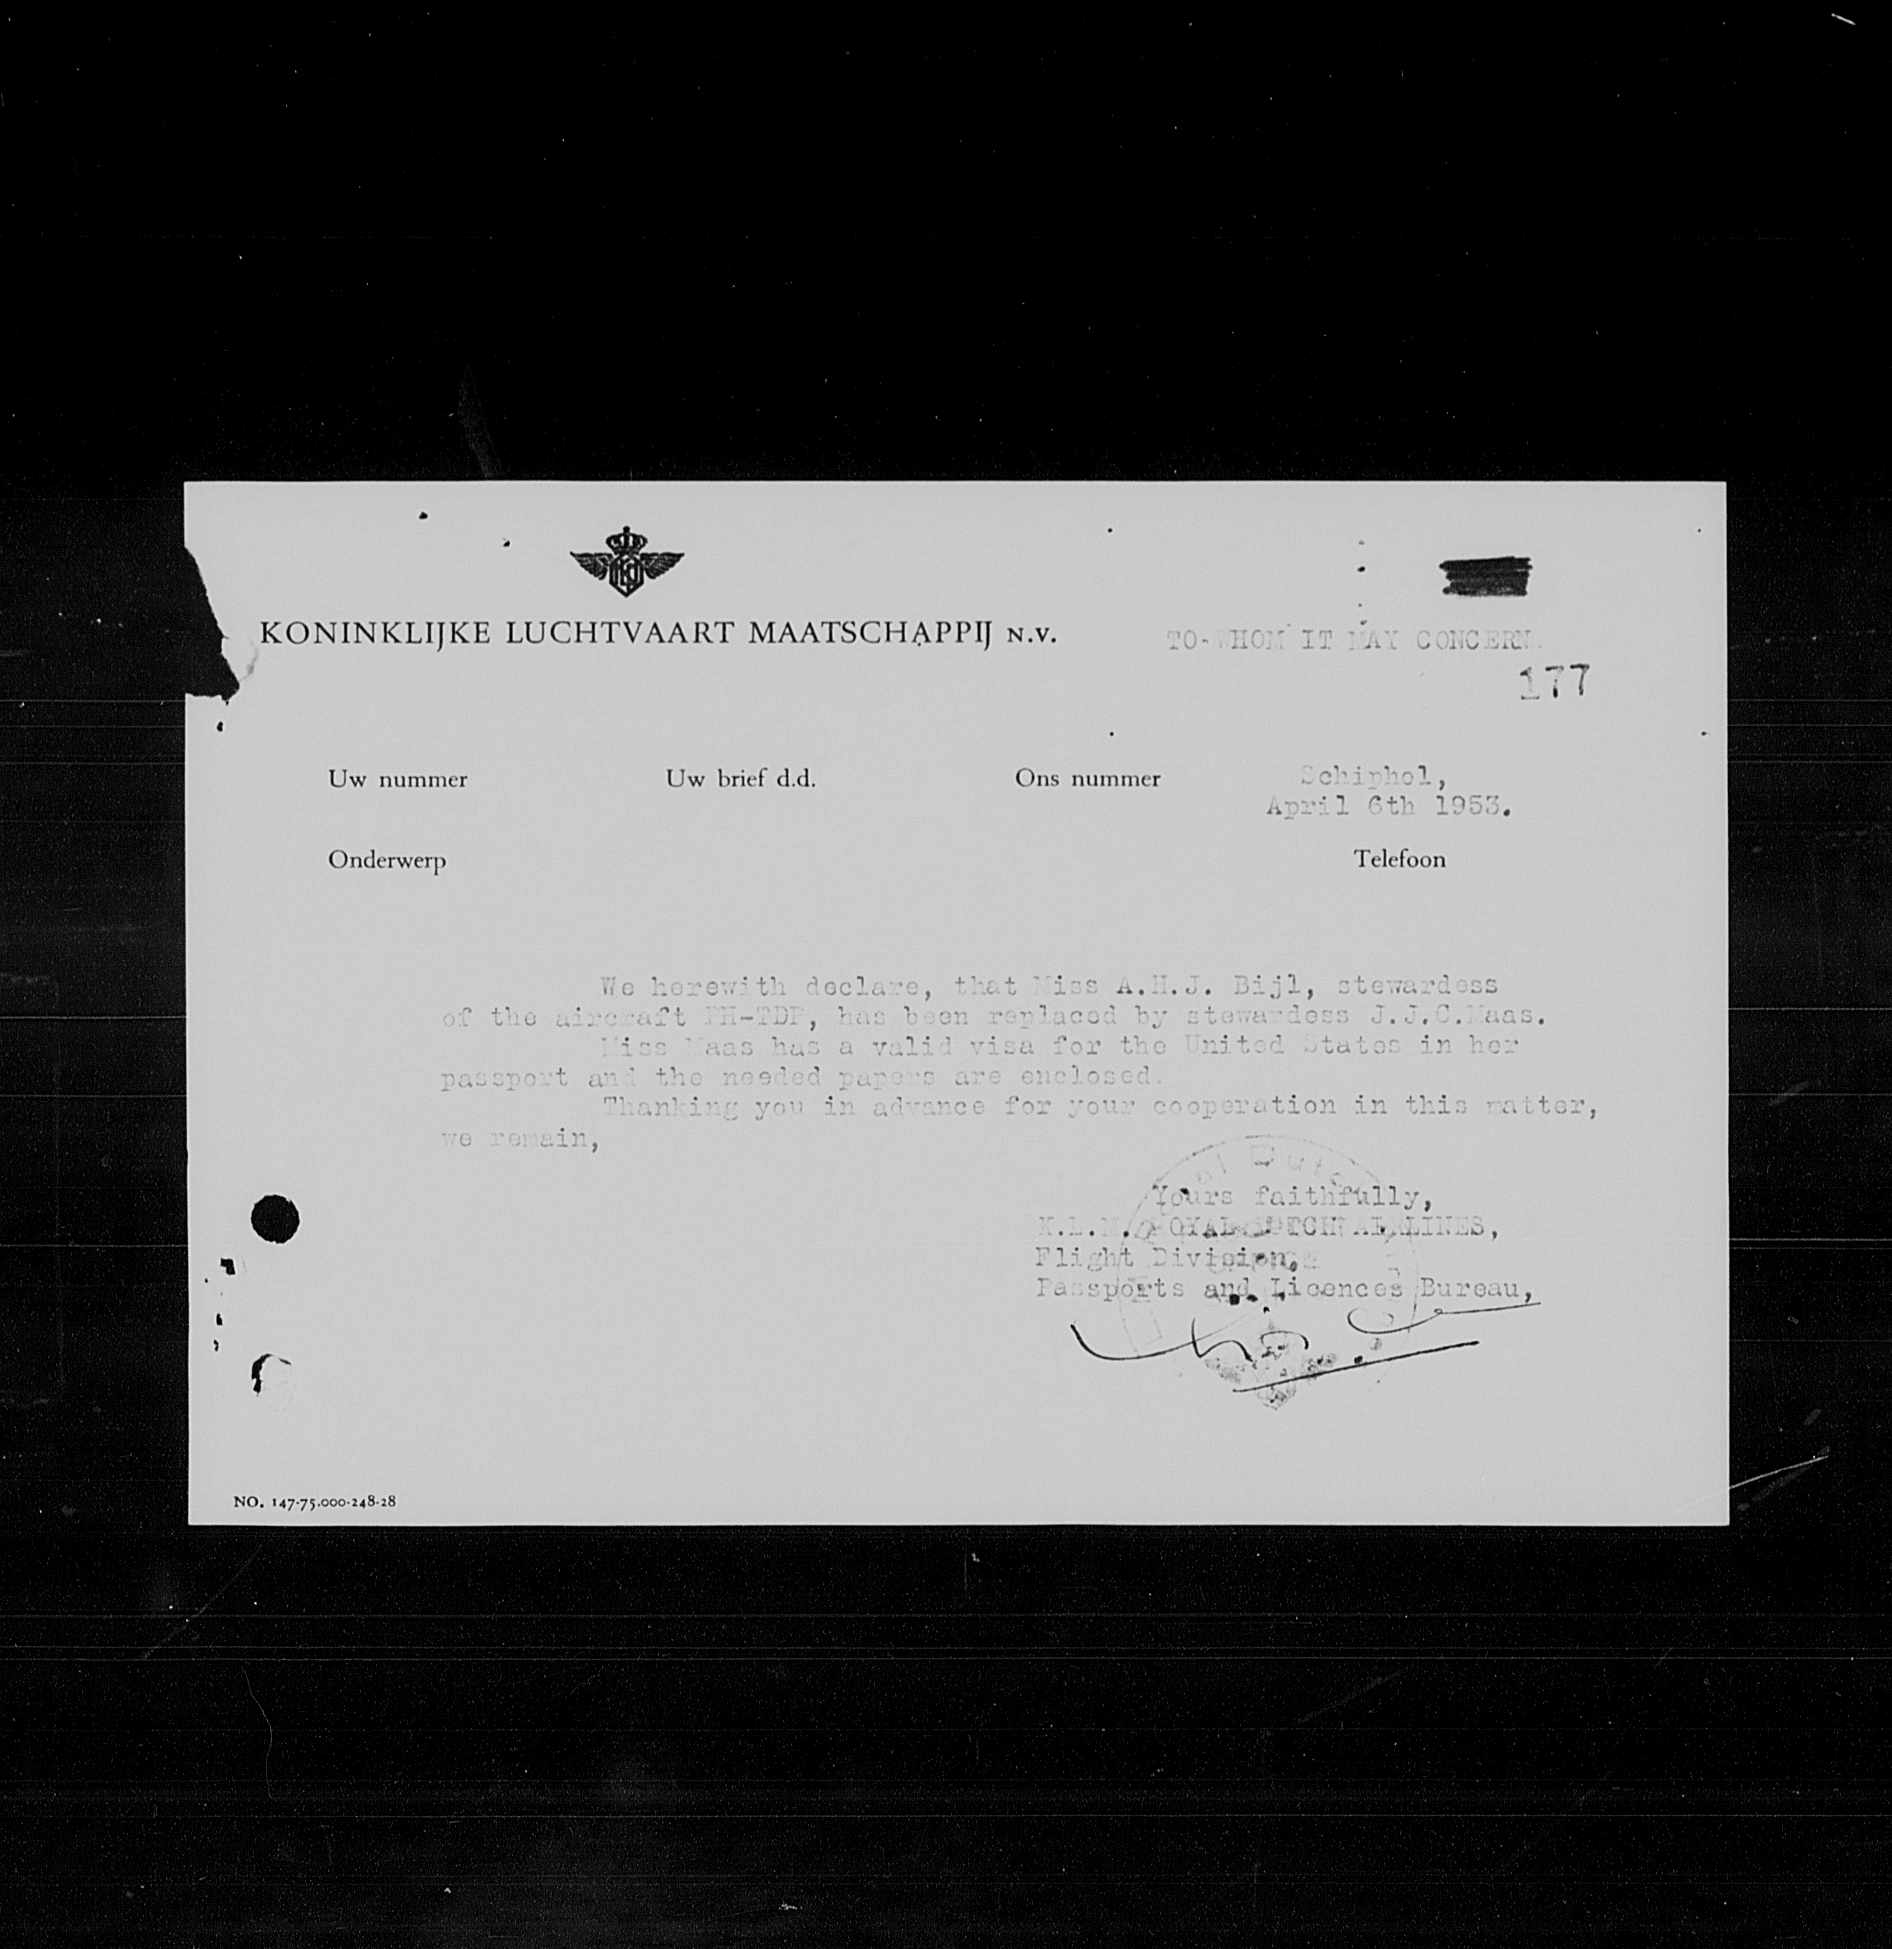 KONINKLIJKE LUCHTVAART MAATSCHAPPIJ N.V.
TO WHOM IT MAY CONCERN.
177
Uw nummer Uw brief d.d. Ons nummer Schiphol,
April 6th 1953.
Onderwerp Telefoon
We herewith declare, that Miss A.H.J. Bijl, stewardess
of the aircraft PH-TDP, has been replaced by stewardess J.J.C.Maas.
Miss Maas has a valid visa for the United States in her
passport and the needed papers are enclosed.
Thanking you in advance for your cooperation in this matter,
we remain,
Yours faithfully,
K.L.M. ROYAL DUTCH AIRLINES,
Flight Division,
Passports and Licences Bureau,
NO. 147-75.000-248-28